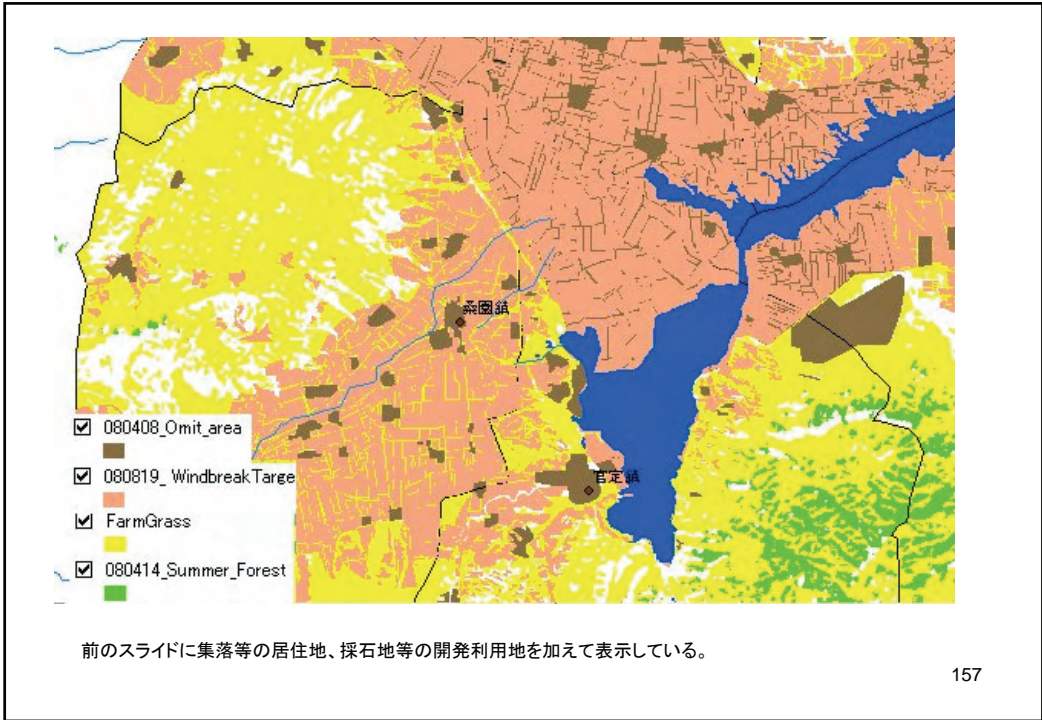 桑園鎮
官定鎮
080408_Omit_area
080819_ WindbreakTarge
FarmGrass
080414_Summer_Forest
前のスライドに集落等の居住地、採石地等の開発利用地を加えて表示している。
157